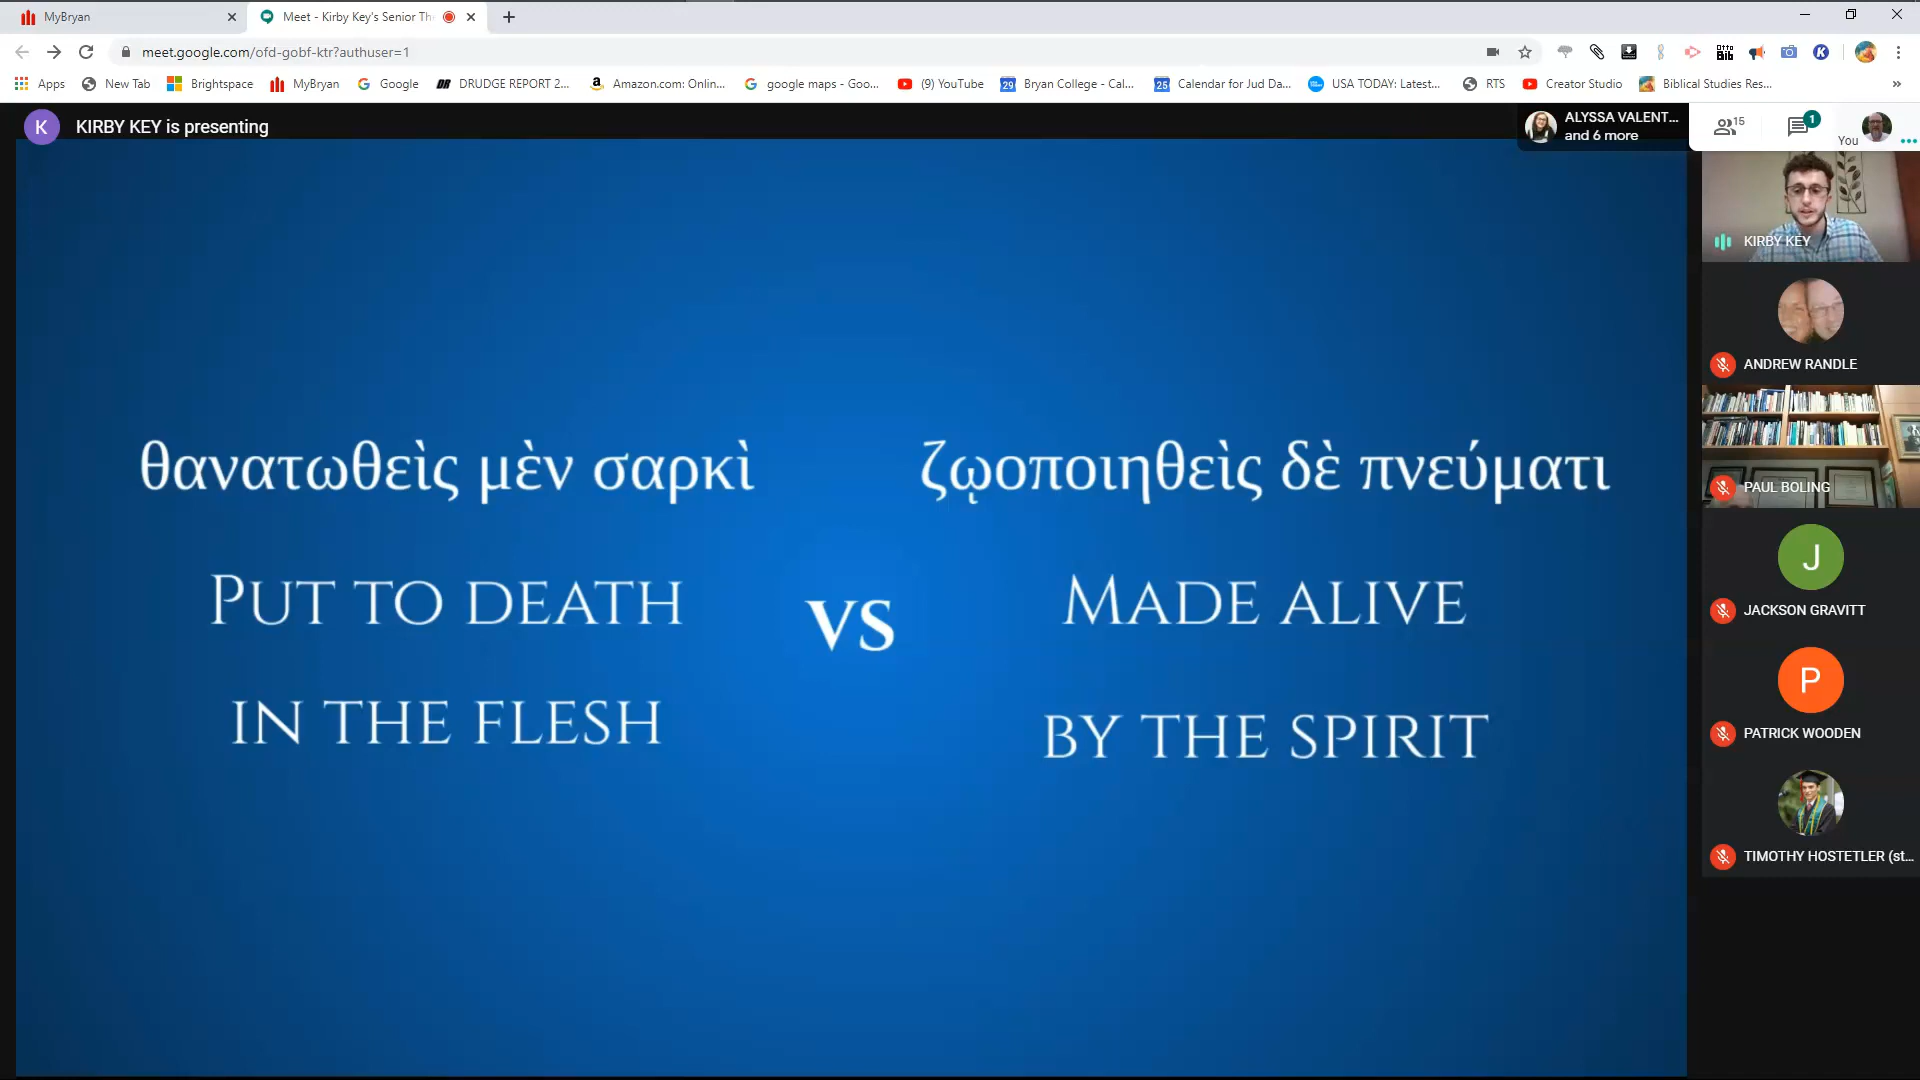 MyBryan
Meet - Kirby Key's Senior Th
meet.google.com/ofd-gobf-ktr?authuser=1
Otto
BiB
K
Apps
New Tab
Brightspace
MyBryan
Google
DRUDGE REPORT 2...
Amazon.com: Onlin...
google maps - Goo...
(9) YouTube
Bryan College - Cal...
Calendar for Jud Da...
USA TODAY: Latest...
RTS
Creator Studio
Biblical Studies Res...
»
K
KIRBY KEY is presenting
ALYSSA VALENT...
and 6 more
15
1
You
θανατωθεὶς μὲν σαρκὶ
PUT TO DEATH
IN THE FLESH
VS
ζῳοποιηθεὶς δὲ πνεύματι
MADE ALIVE
BY THE SPIRIT
KIRBY KEY
ANDREW RANDLE
PAUL BOLING
J
JACKSON GRAVITT
P
PATRICK WOODEN
TIMOTHY HOSTETLER (st...